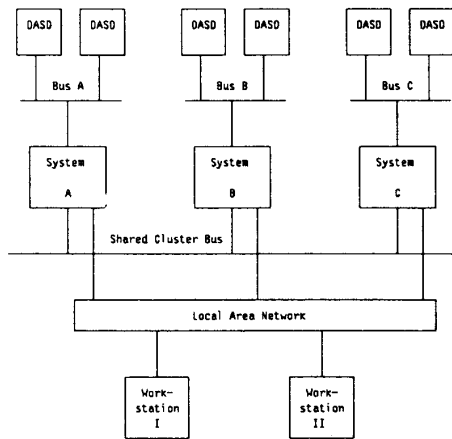 DASD DASD DASD DASD DASD DASD
Bus A Bus B Bus C
System System System
A B C
Shared Cluster Bus
Local Area Network
Work- Work-
station station
I II